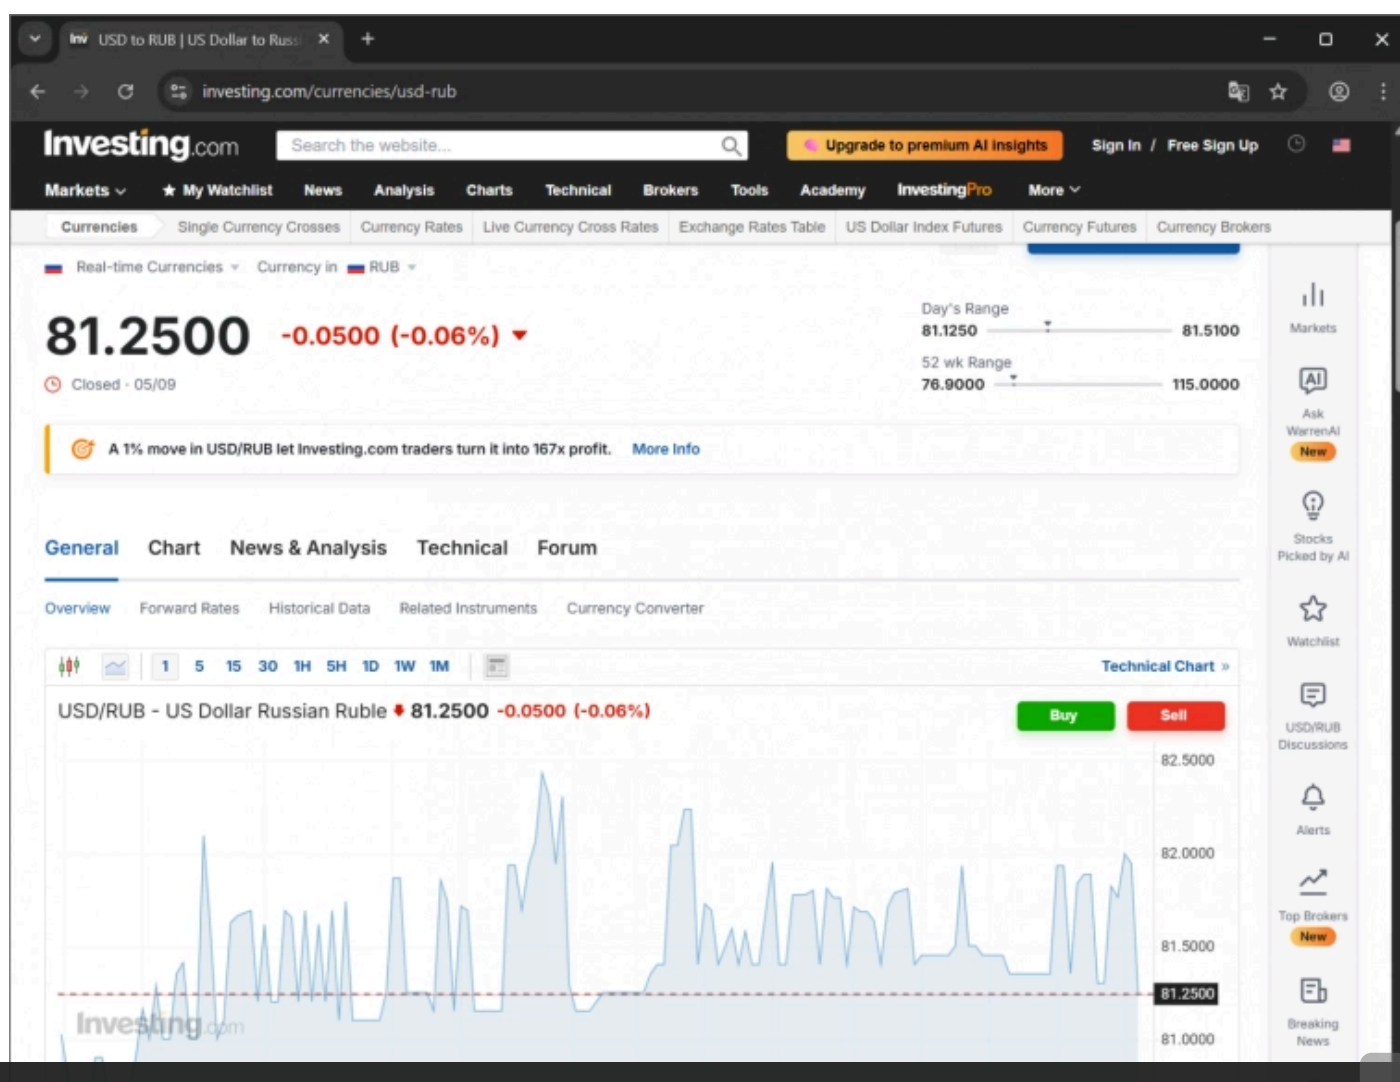 Inv USD to RUB | US Dollar to Russ
investing.com/currencies/usd-rub
Investing.com
Search the website...
Upgrade to premium AI insights
Sign In / Free Sign Up
Markets
★ My Watchlist
News
Analysis
Charts
Technical
Brokers
Tools
Academy
InvestingPro
More
Currencies
Single Currency Crosses
Currency Rates
Live Currency Cross Rates
Exchange Rates Table
US Dollar Index Futures
Currency Futures
Currency Brokers
Real-time Currencies
Currency in RUB
81.2500 -0.0500 (-0.06%)
Closed · 05/09
Day's Range
81.1250 81.5100
52 wk Range
76.9000 115.0000
A 1% move in USD/RUB let Investing.com traders turn it into 167x profit. More Info
General
Chart
News & Analysis
Technical
Forum
Overview
Forward Rates
Historical Data
Related Instruments
Currency Converter
1 5 15 30 1H 5H 1D 1W 1M
Technical Chart »
USD/RUB - US Dollar Russian Ruble 81.2500 -0.0500 (-0.06%)
Buy
Sell
82.5000
82.0000
81.5000
81.2500
81.0000
Investing.com
Markets
AI
Ask
WarrenAI
New
Stocks
Picked by AI
Watchlist
USD/RUB
Discussions
Alerts
Top Brokers
New
Breaking
News